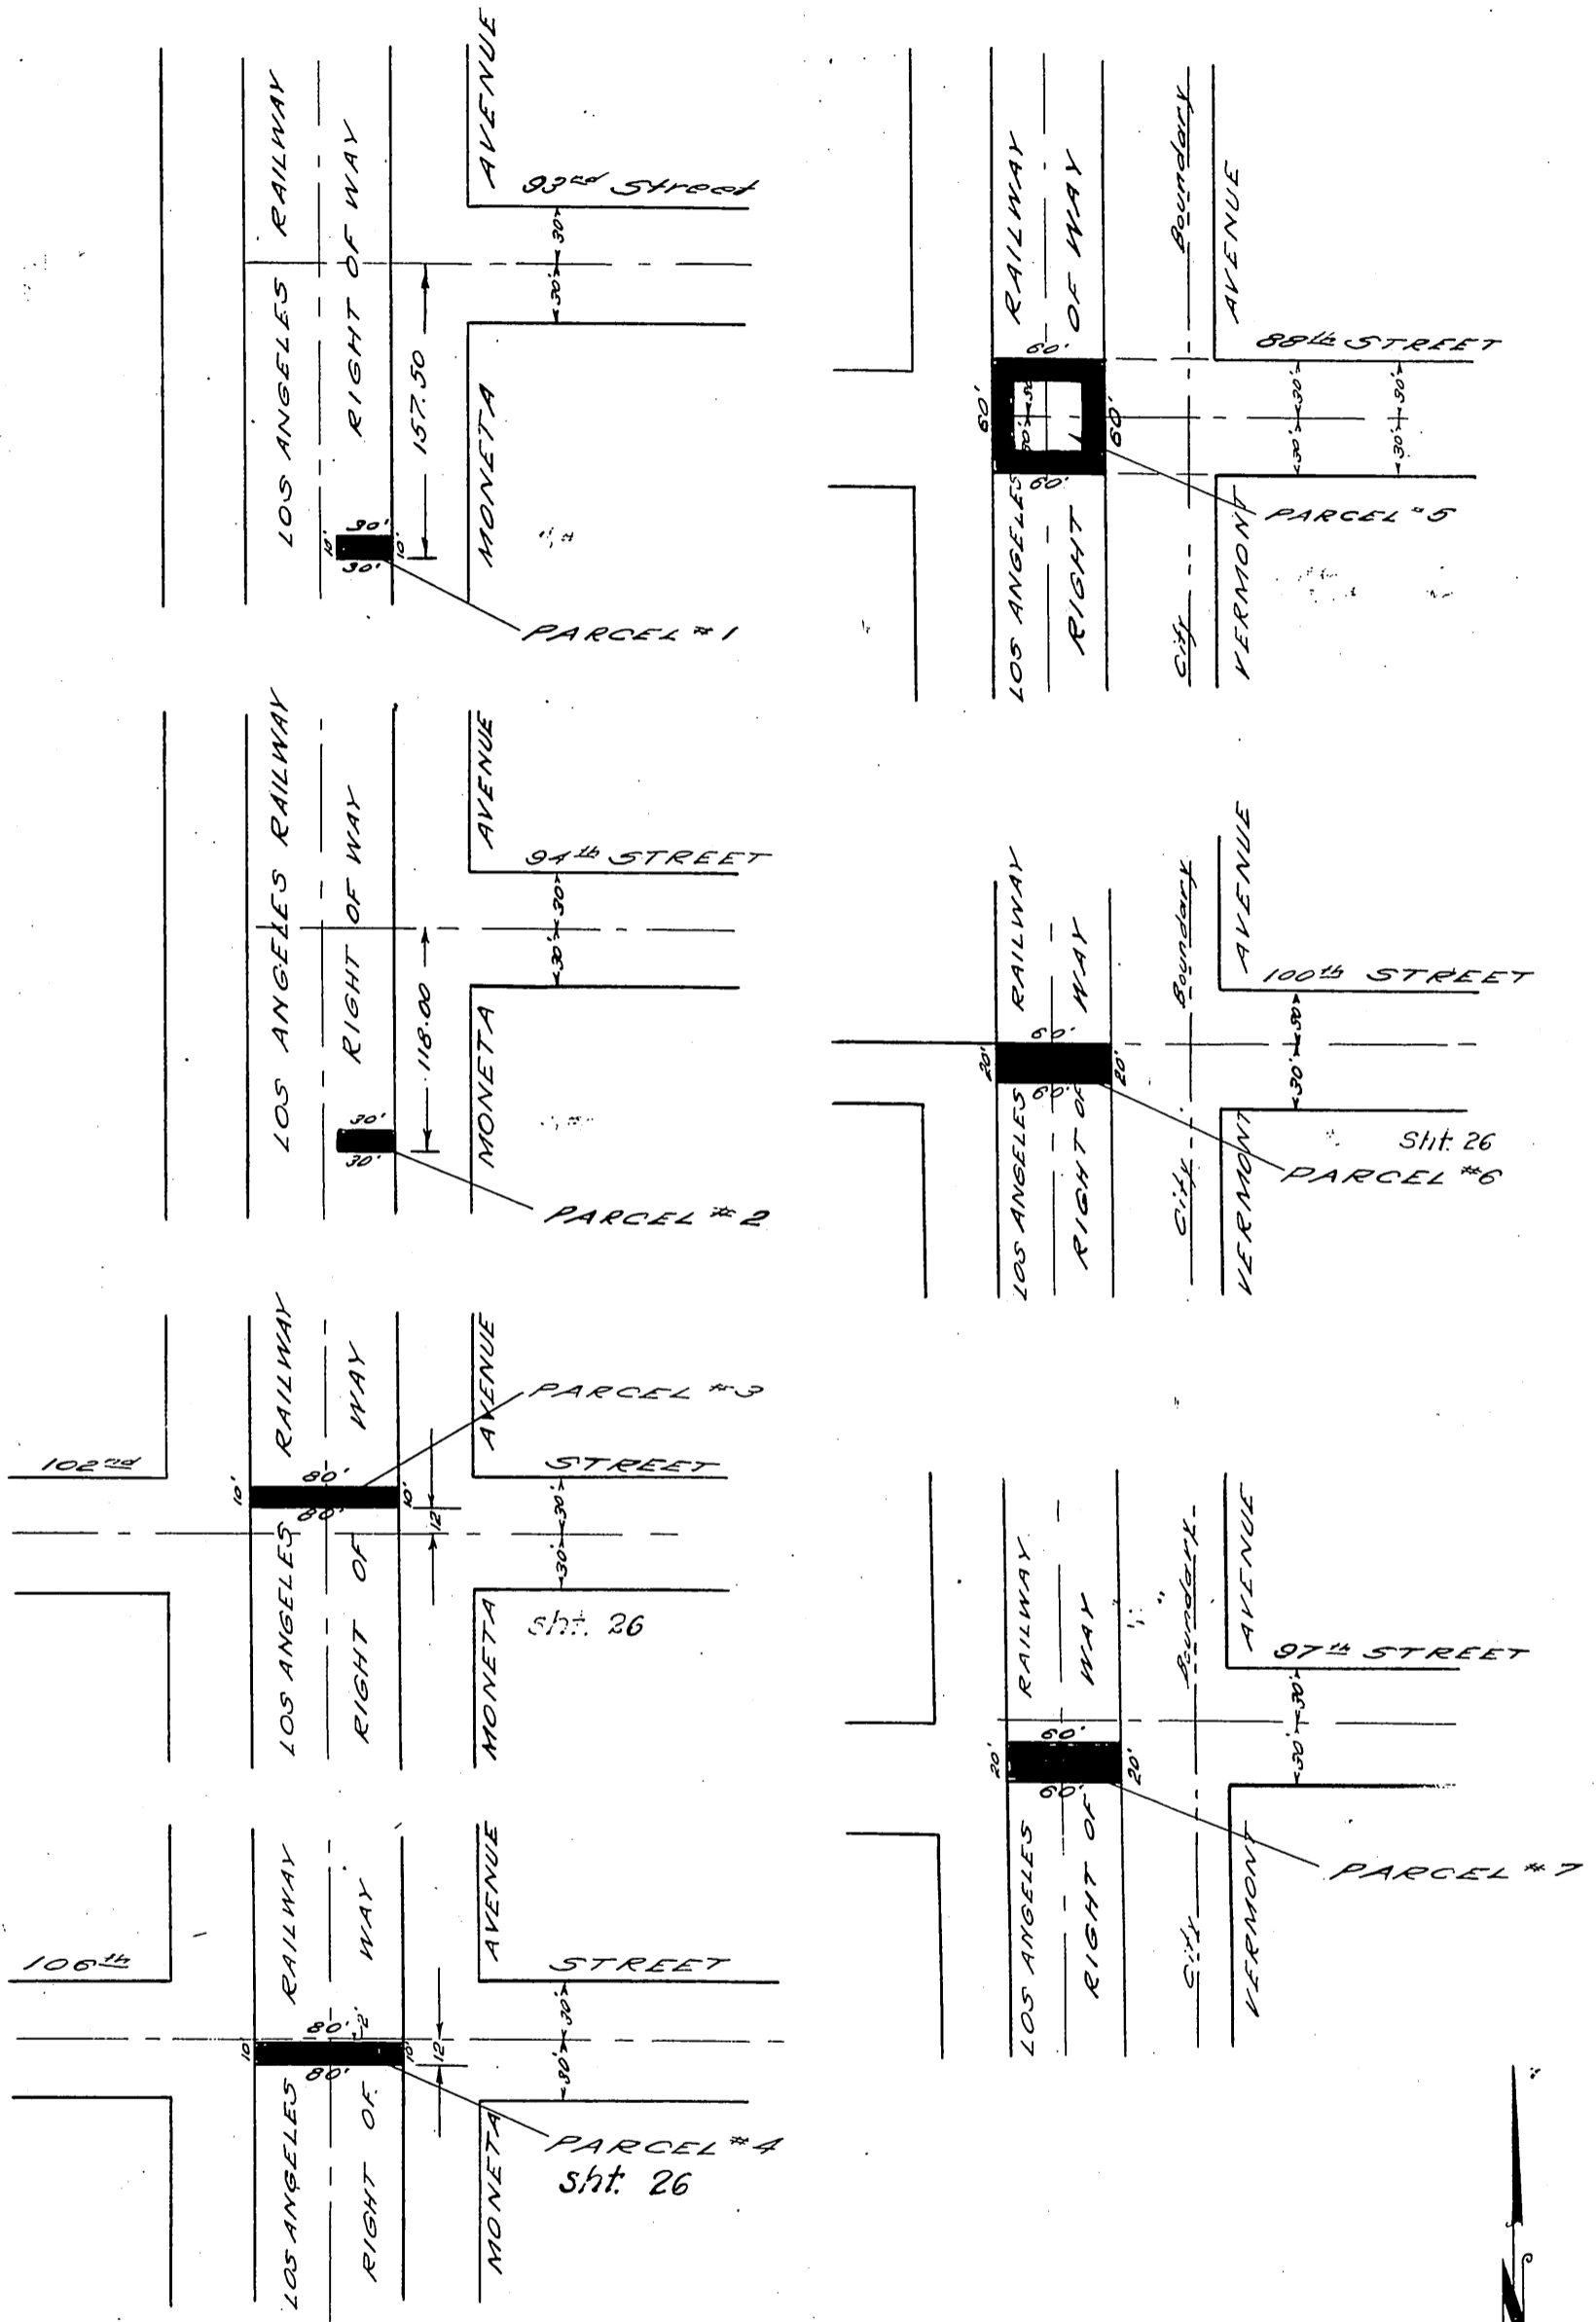 LOS ANGELES RAILWAY
RIGHT OF WAY
MONETA AVENUE
93rd Street
30' 30'
157.50
30'
10' 10'
30'
PARCEL #1
LOS ANGELES RAILWAY
RIGHT OF WAY
MONETA AVENUE
94th STREET
30' 30'
118.00
30'
30'
PARCEL #2
LOS ANGELES RAILWAY
RIGHT OF WAY
MONETA AVENUE
PARCEL #3
102nd STREET
80'
10' 10'
80'
12
30' 30'
sht. 26
LOS ANGELES RAILWAY
RIGHT OF WAY
MONETA AVENUE
106th STREET
80' 2'
10 10'
80'
12
30' 30'
PARCEL #4
sht. 26
LOS ANGELES RAILWAY
RIGHT OF WAY
City Boundary
VERMONT AVENUE
88th STREET
60'
60' 60'
60'
30' 30'
30' 30'
30' 30'
PARCEL #5
LOS ANGELES RAILWAY
RIGHT OF WAY
City Boundary
VERMONT AVENUE
100th STREET
60'
20' 20'
60'
30' 30'
Sht. 26
PARCEL #6
LOS ANGELES RAILWAY
RIGHT OF WAY
City Boundary
VERMONT AVENUE
97th STREET
60'
20' 20'
60'
30' 30'
PARCEL #7
N